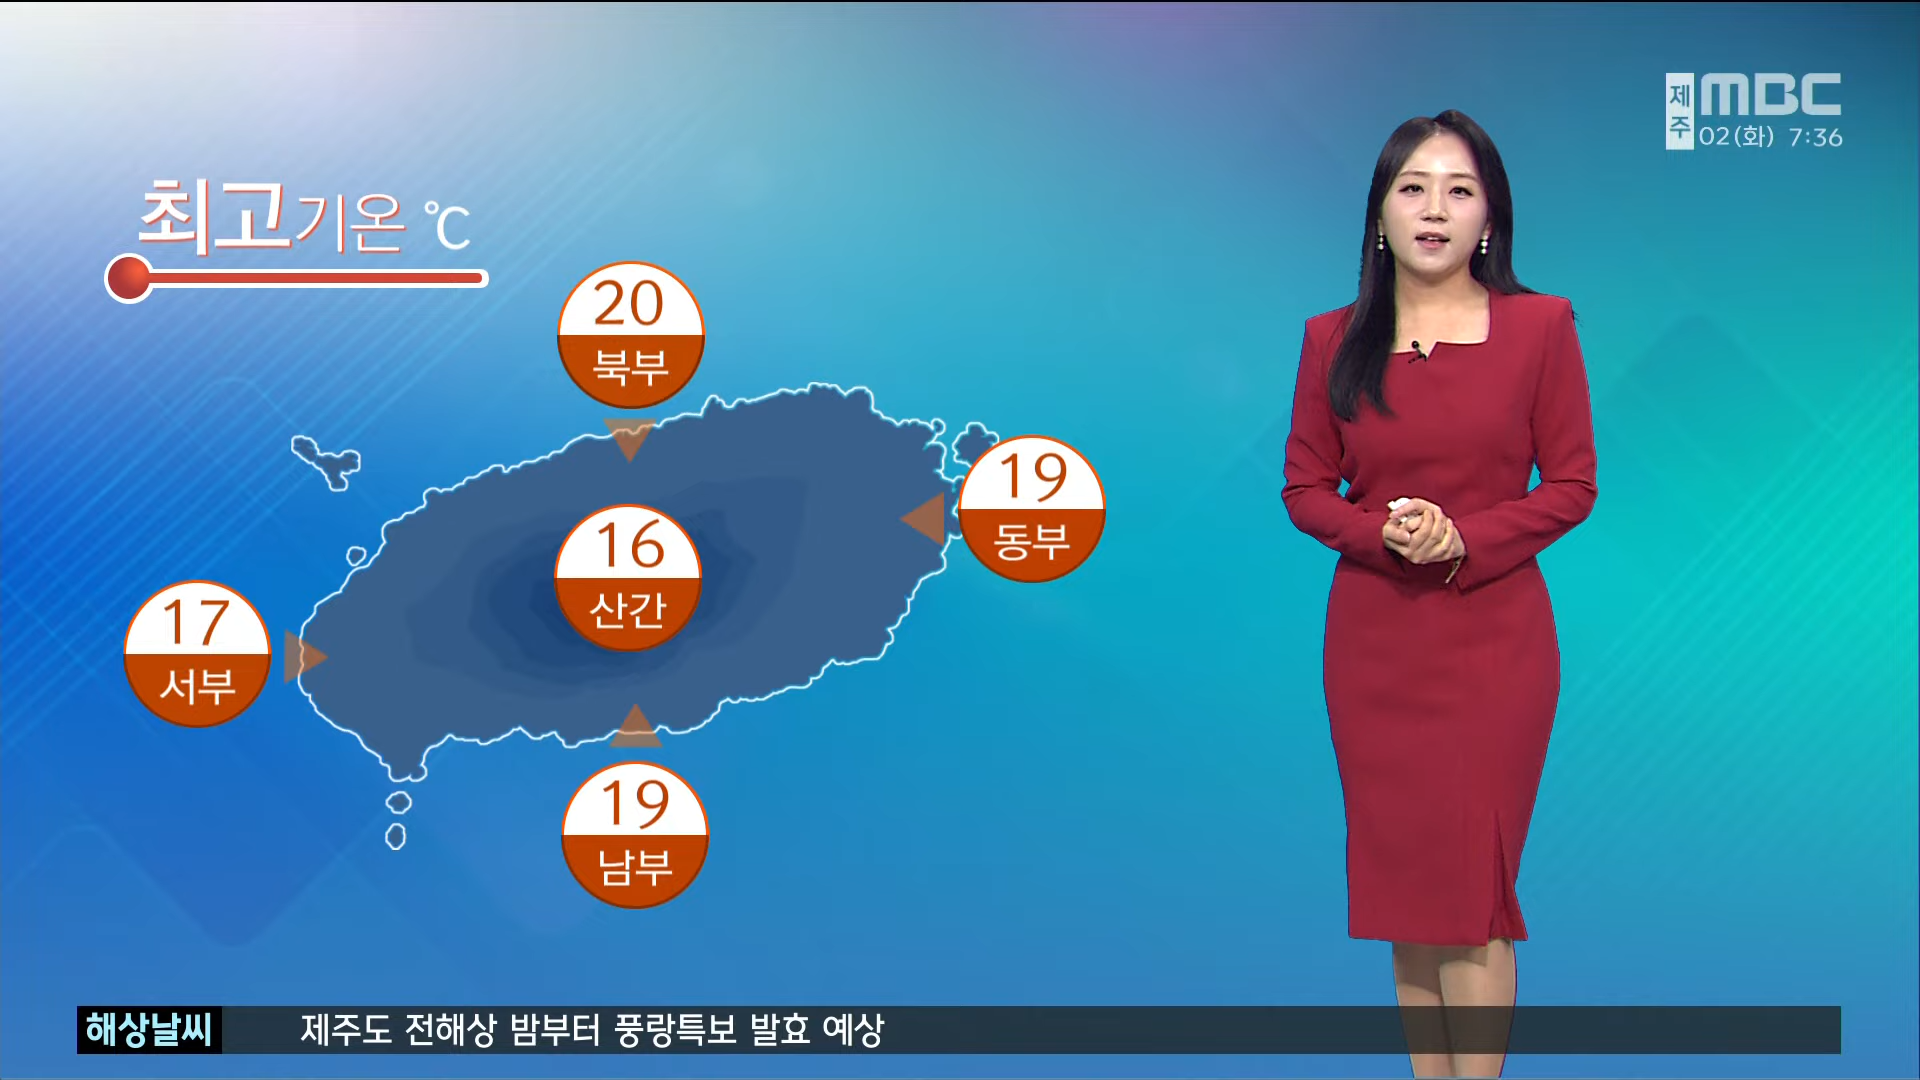 제주 MBC
02(화) 7:36
최고기온 ℃
20
북부
19
동부
16
산간
17
서부
19
남부
해상날씨 제주도 전해상 밤부터 풍랑특보 발효 예상